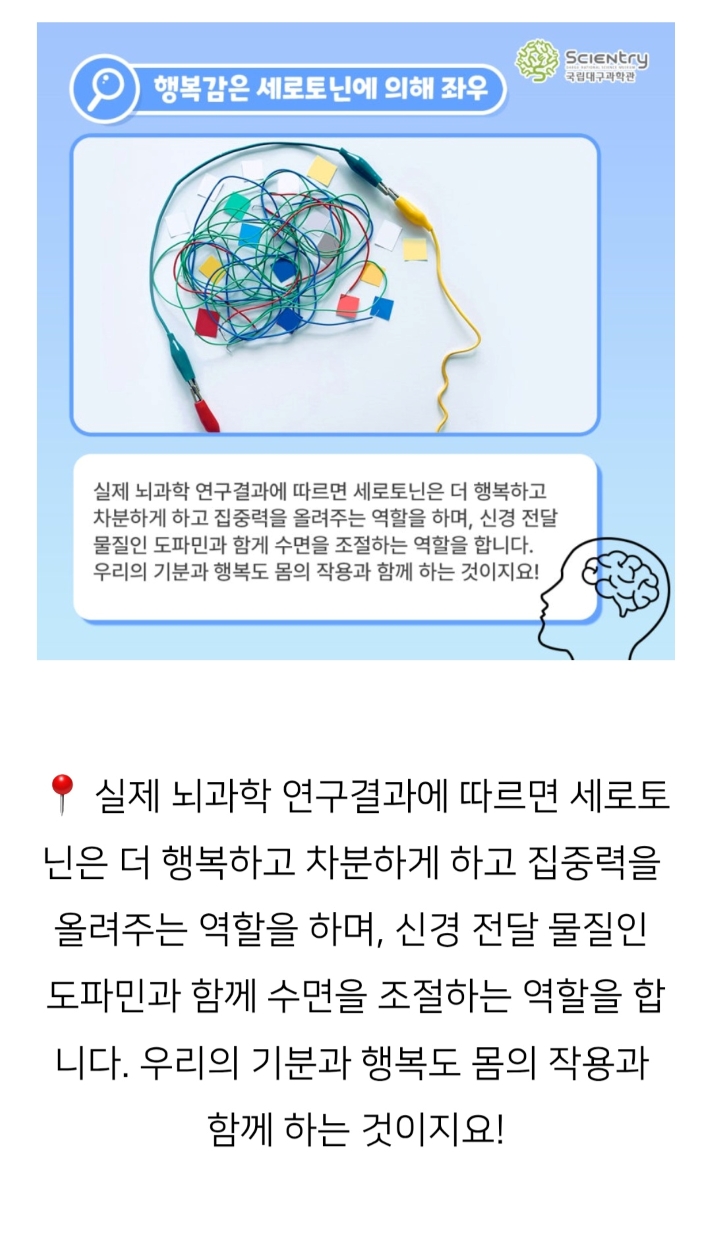 Scientry
국립대구과학관
행복감은 세로토닌에 의해 좌우
실제 뇌과학 연구결과에 따르면 세로토닌은 더 행복하고
차분하게 하고 집중력을 올려주는 역할을 하며, 신경 전달
물질인 도파민과 함게 수면을 조절하는 역할을 합니다.
우리의 기분과 행복도 몸의 작용과 함께 하는 것이지요!
📍 실제 뇌과학 연구결과에 따르면 세로토
닌은 더 행복하고 차분하게 하고 집중력을
올려주는 역할을 하며, 신경 전달 물질인
도파민과 함께 수면을 조절하는 역할을 합
니다. 우리의 기분과 행복도 몸의 작용과
함께 하는 것이지요!